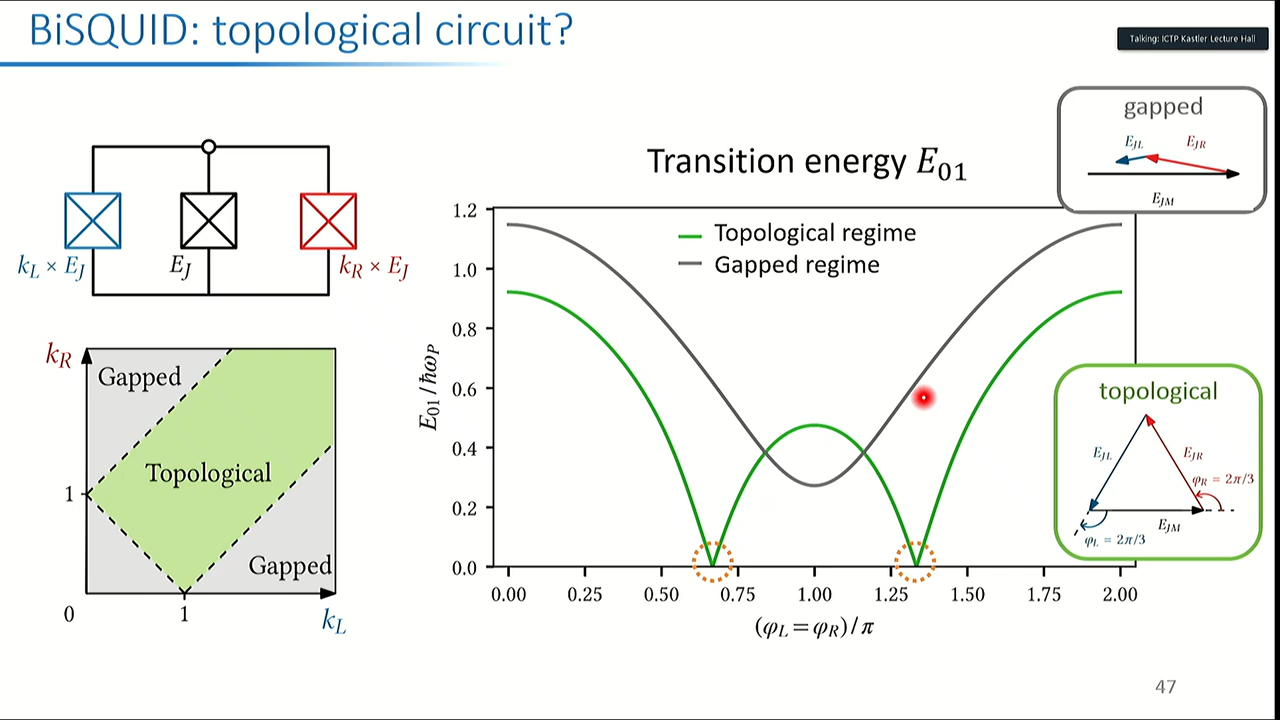 BiSQUID: topological circuit?
Talking: ICTP Kastler Lecture Hall
k_L × E_J
E_J
k_R × E_J
k_R
Gapped
Topological
1
Gapped
0
1
k_L
Transition energy E_01
Topological regime
Gapped regime
E_01/ħω_P
1.2
1.0
0.8
0.6
0.4
0.2
0.0
0.00 0.25 0.50 0.75 1.00 1.25 1.50 1.75 2.00
(φ_L = φ_R)/π
gapped
E_JL
E_JR
E_JM
topological
E_JL
E_JR
φ_R = 2π/3
E_JM
φ_L = 2π/3
47